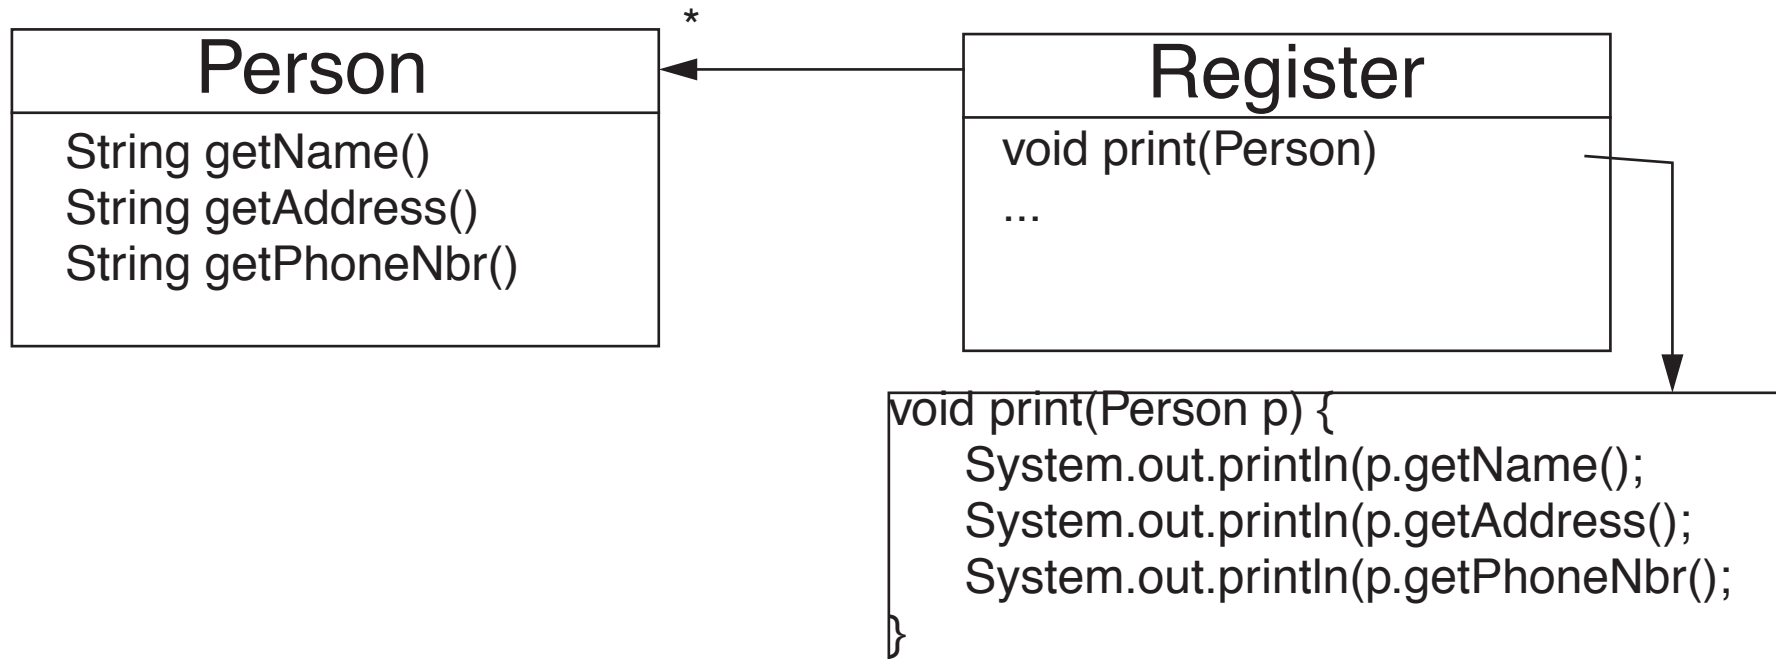 *
Person
String getName()
String getAddress()
String getPhoneNbr()
Register
void print(Person)
...
void print(Person p) {
System.out.println(p.getName();
System.out.println(p.getAddress();
System.out.println(p.getPhoneNbr();
}